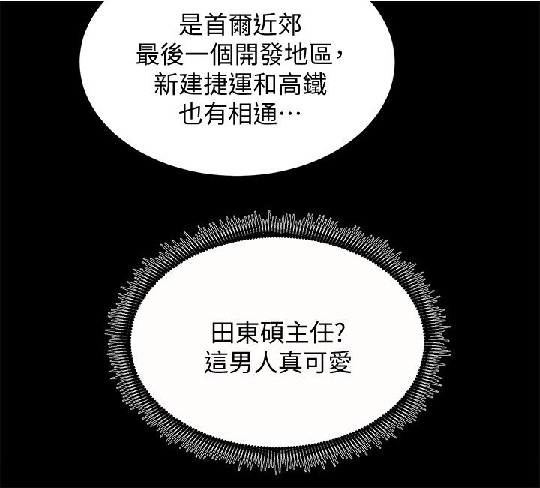 是首爾近郊
最後一個開發地區，
新建捷運和高鐵
也有相通…
田東碩主任?
這男人真可愛